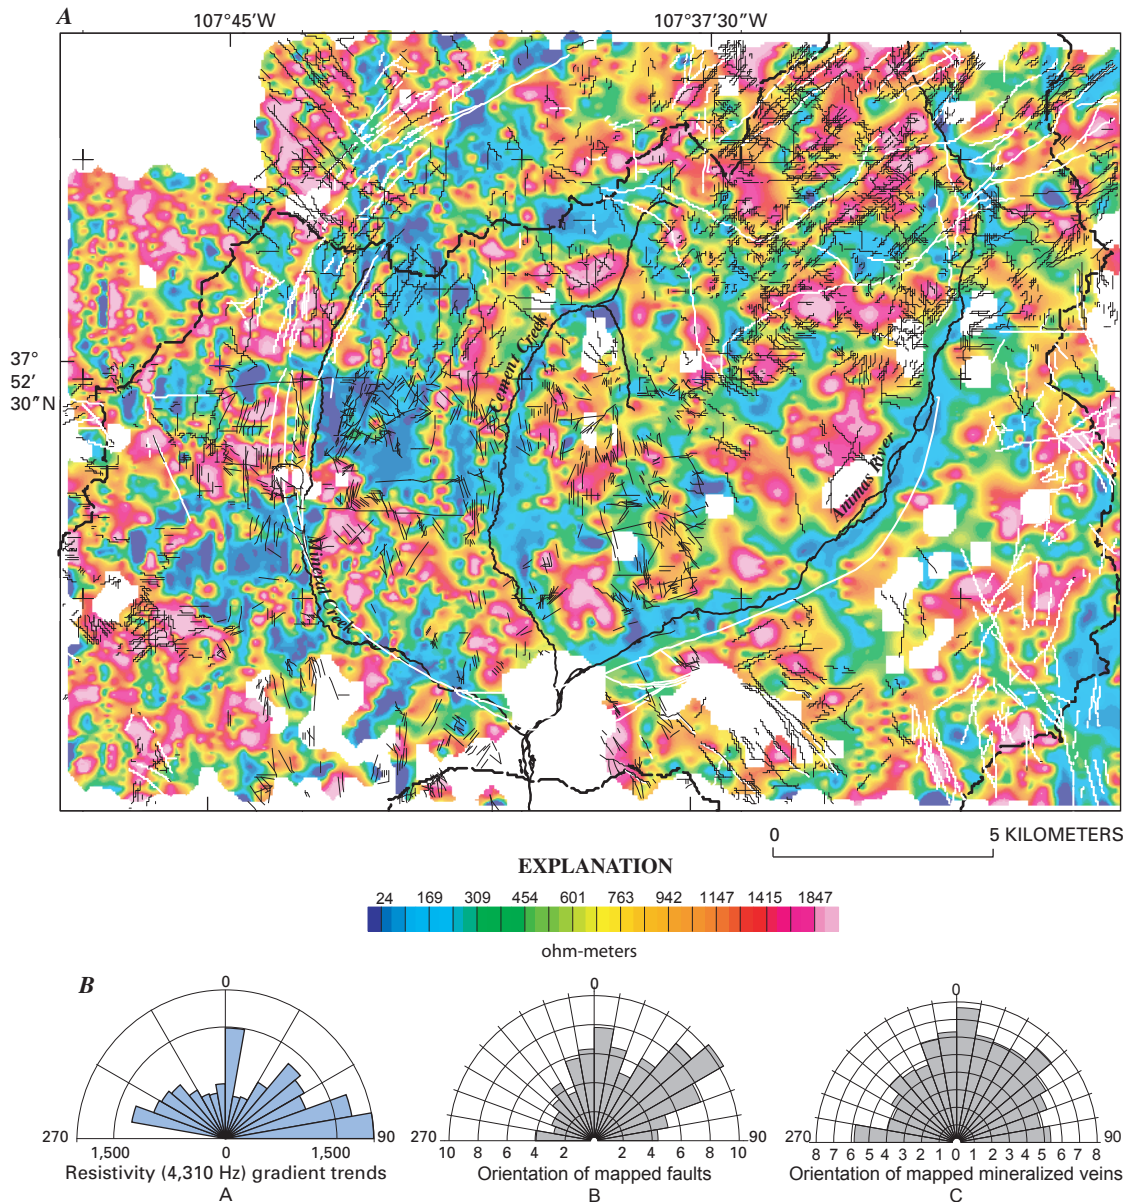 A
107°45'W
107°37'30"W
37°
52'
30"N
Cement Creek
Animas River
Mineral Creek
0 5 KILOMETERS
EXPLANATION
24 169 309 454 601 763 942 1147 1415 1847
ohm-meters
B
0
270 90
1,500 0 1,500
Resistivity (4,310 Hz) gradient trends
A
0
270 90
10 8 6 4 2 2 4 6 8 10
Orientation of mapped faults
B
0
270 90
8 7 6 5 4 3 2 1 0 1 2 3 4 5 6 7 8
Orientation of mapped mineralized veins
C